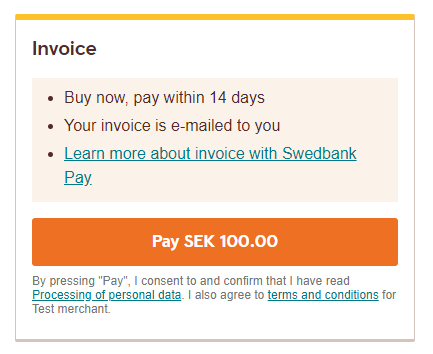 Invoice
• Buy now, pay within 14 days
• Your invoice is e-mailed to you
• Learn more about invoice with Swedbank
Pay
Pay SEK 100.00
By pressing "Pay", I consent to and confirm that I have read
Processing of personal data. I also agree to terms and conditions for
Test merchant.